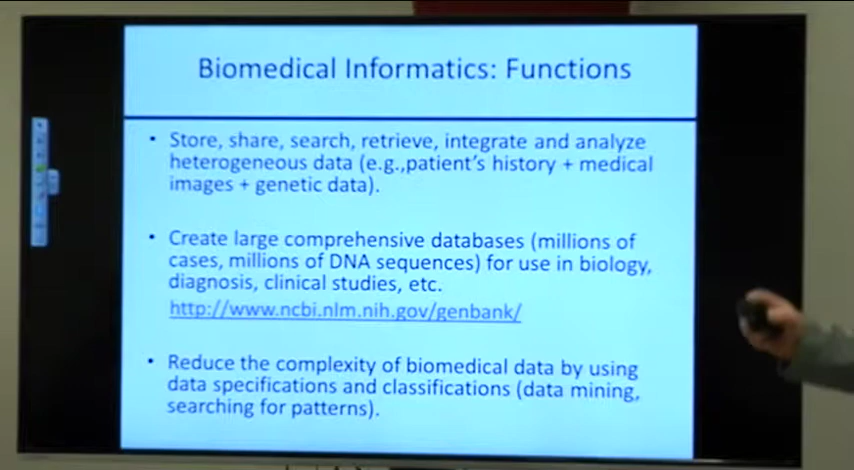 Biomedical Informatics: Functions
• Store, share, search, retrieve, integrate and analyze
heterogeneous data (e.g.,patient's history + medical
images + genetic data).
• Create large comprehensive databases (millions of
cases, millions of DNA sequences) for use in biology,
diagnosis, clinical studies, etc.
http://www.ncbi.nlm.nih.gov/genbank/
• Reduce the complexity of biomedical data by using
data specifications and classifications (data mining,
searching for patterns).